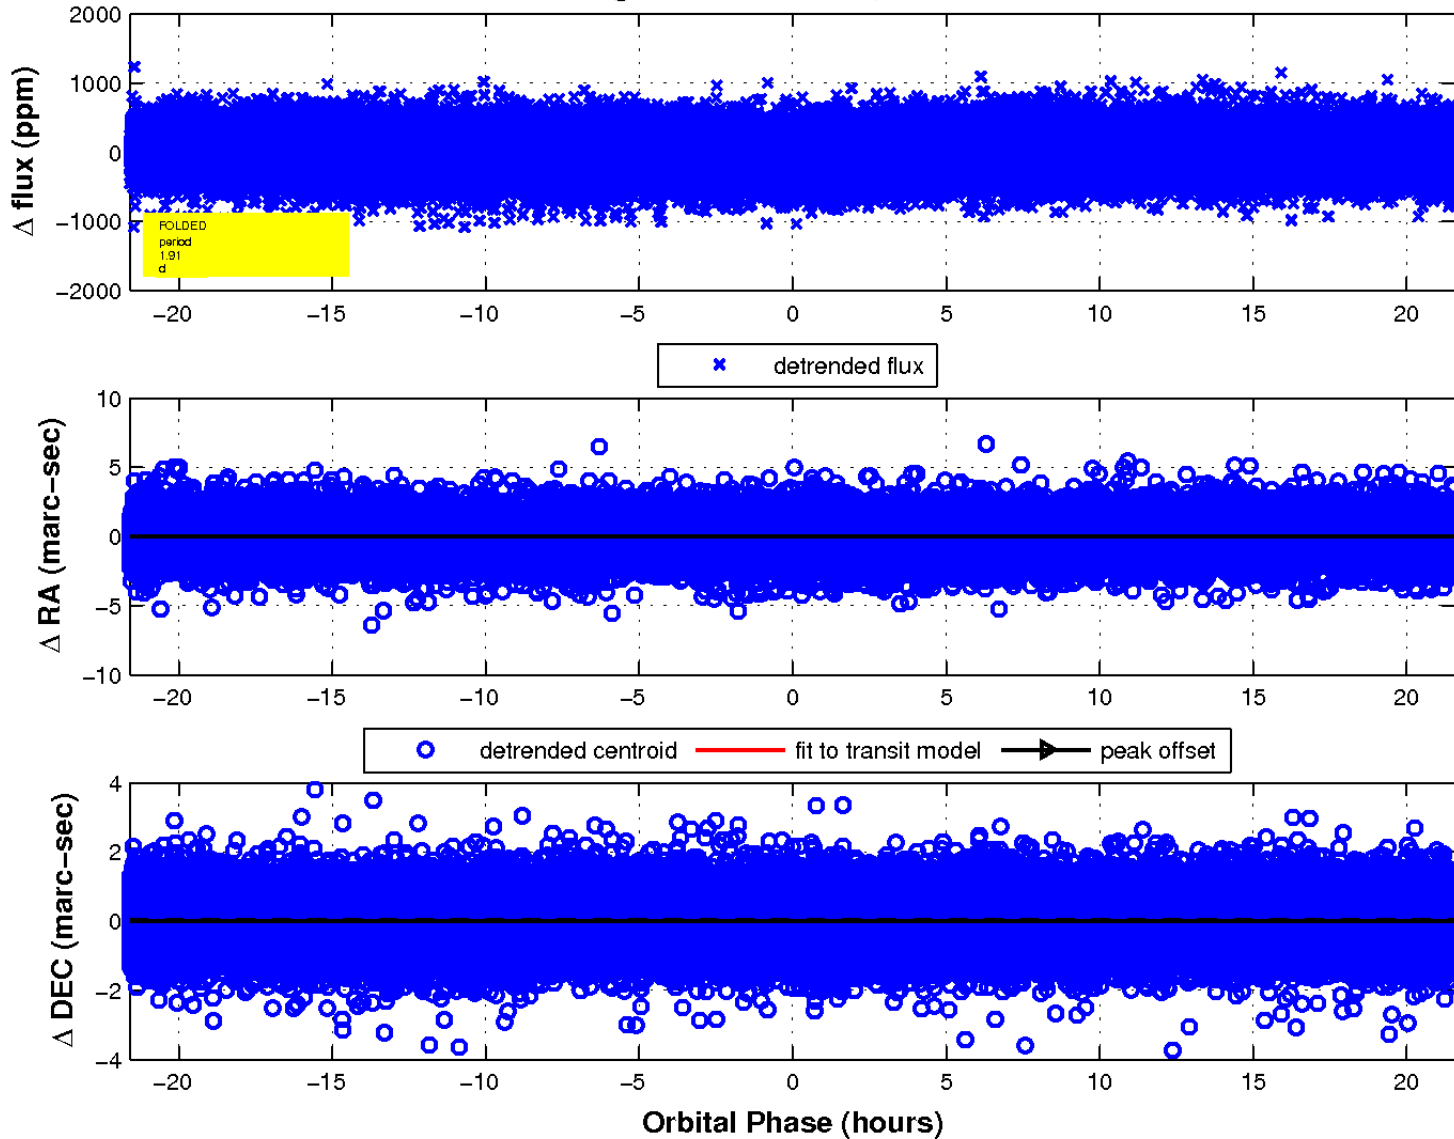 2000
1000
0
−1000
−2000
Δ flux (ppm)
FOLDED
period
1.91
d
−20 −15 −10 −5 0 5 10 15 20
detrended flux
10
5
0
−5
−10
Δ RA (marc−sec)
−20 −15 −10 −5 0 5 10 15 20
detrended centroid fit to transit model peak offset
4
2
0
−2
−4
Δ DEC (marc−sec)
−20 −15 −10 −5 0 5 10 15 20
Orbital Phase (hours)